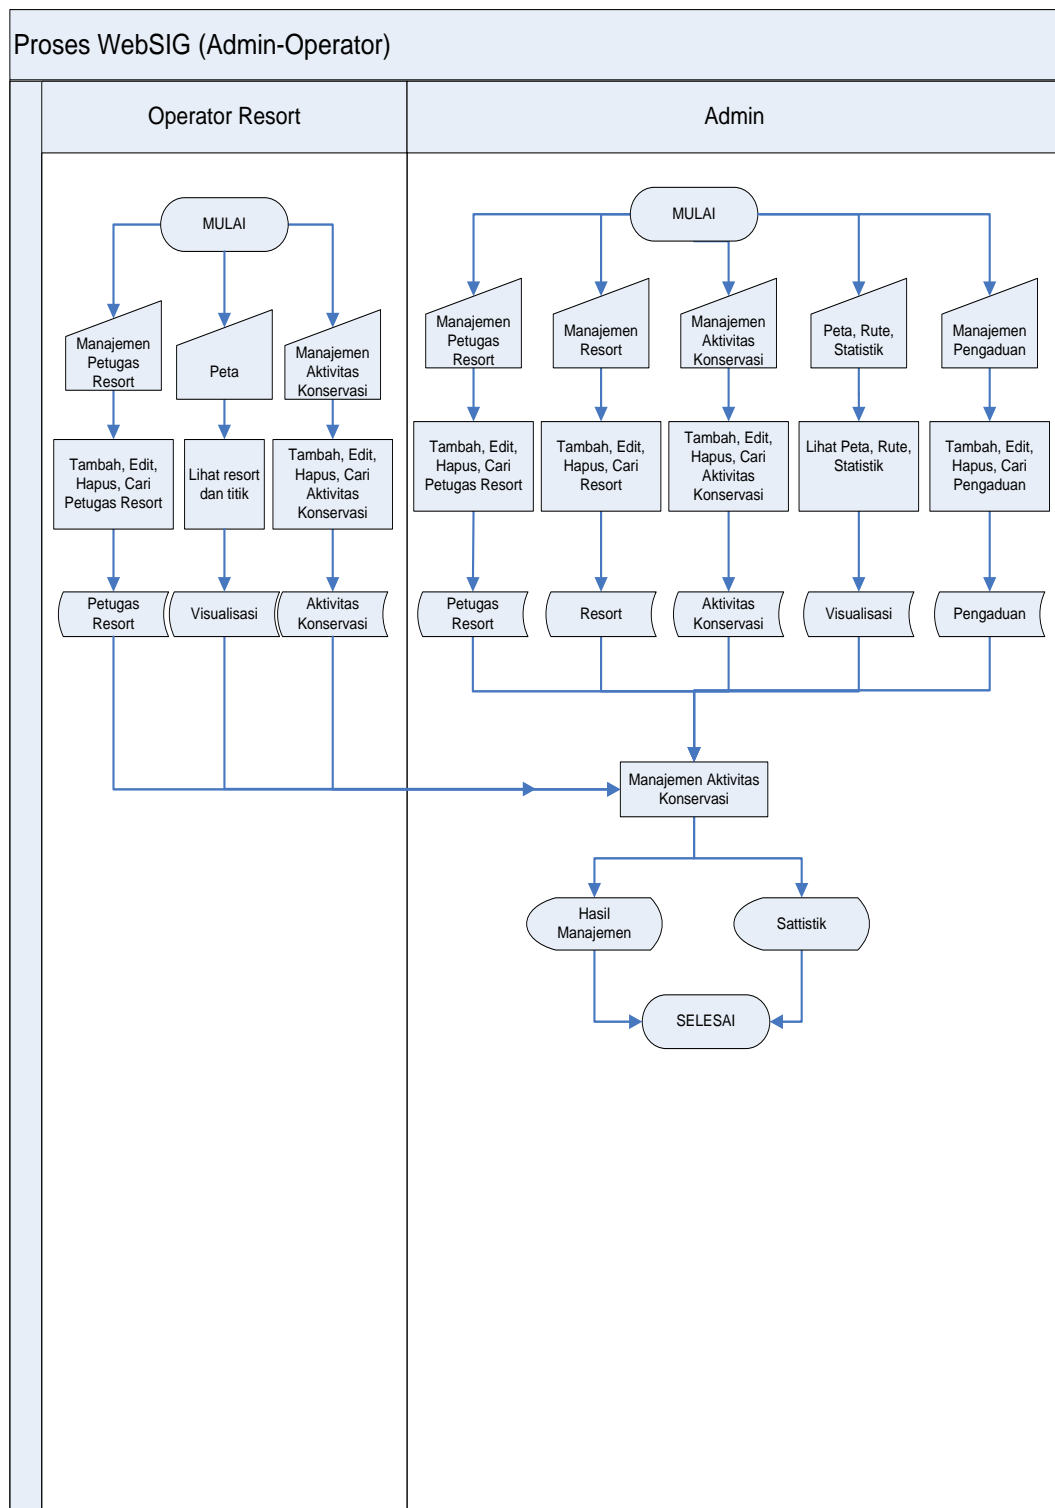 Proses WebSIG (Admin-Operator)
Operator Resort
Admin
MULAI
Manajemen
Petugas
Resort
Peta
Manajemen
Aktivitas
Konservasi
Tambah, Edit,
Hapus, Cari
Petugas Resort
Lihat resort
dan titik
Tambah, Edit,
Hapus, Cari
Aktivitas
Konservasi
Petugas
Resort
Visualisasi
Aktivitas
Konservasi
MULAI
Manajemen
Petugas
Resort
Manajemen
Resort
Manajemen
Aktivitas
Konservasi
Peta, Rute,
Statistik
Manajemen
Pengaduan
Tambah, Edit,
Hapus, Cari
Petugas Resort
Tambah, Edit,
Hapus, Cari
Resort
Tambah, Edit,
Hapus, Cari
Aktivitas
Konservasi
Lihat Peta, Rute,
Statistik
Tambah, Edit,
Hapus, Cari
Pengaduan
Petugas
Resort
Resort
Aktivitas
Konservasi
Visualisasi
Pengaduan
Manajemen Aktivitas
Konservasi
Hasil
Manajemen
Sattistik
SELESAI